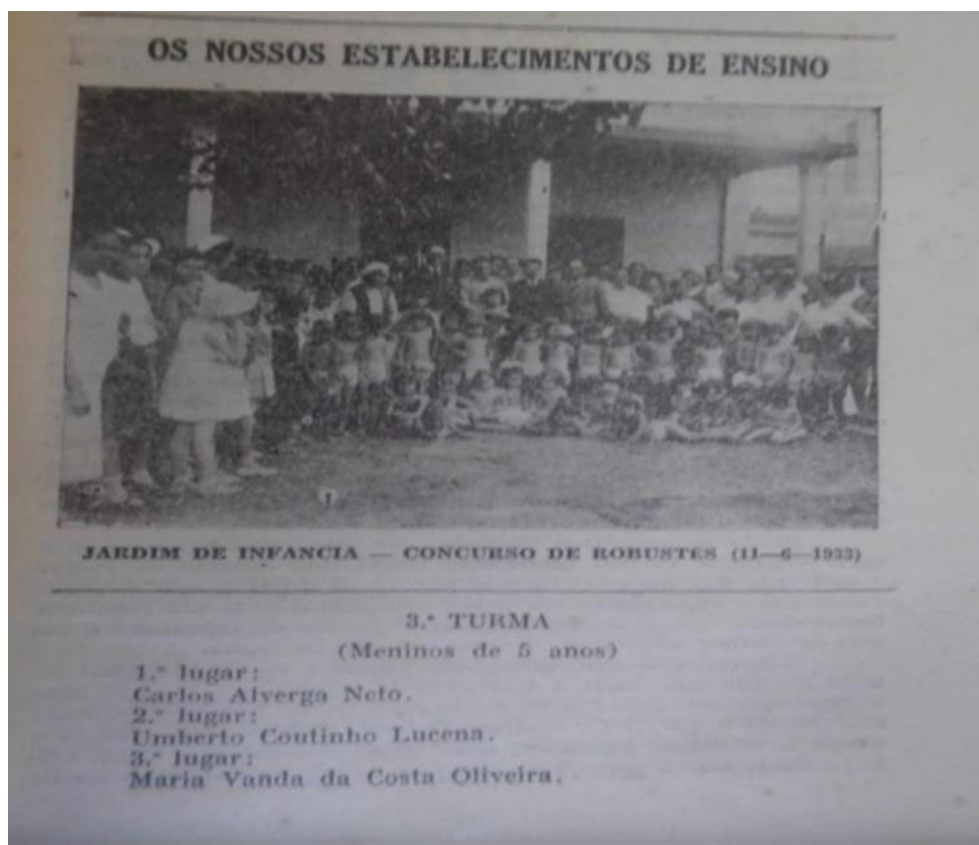 OS NOSSOS ESTABELECIMENTOS DE ENSINO
JARDIM DE INFANCIA — CONCURSO DE ROBUSTÊS (11—6—1933)
3.ª TURMA
(Meninos de 5 anos)
1.º lugar:
Carlos Alverga Neto.
2.º lugar:
Umberto Coutinho Lucena.
3.º lugar:
Maria Vanda da Costa Oliveira.